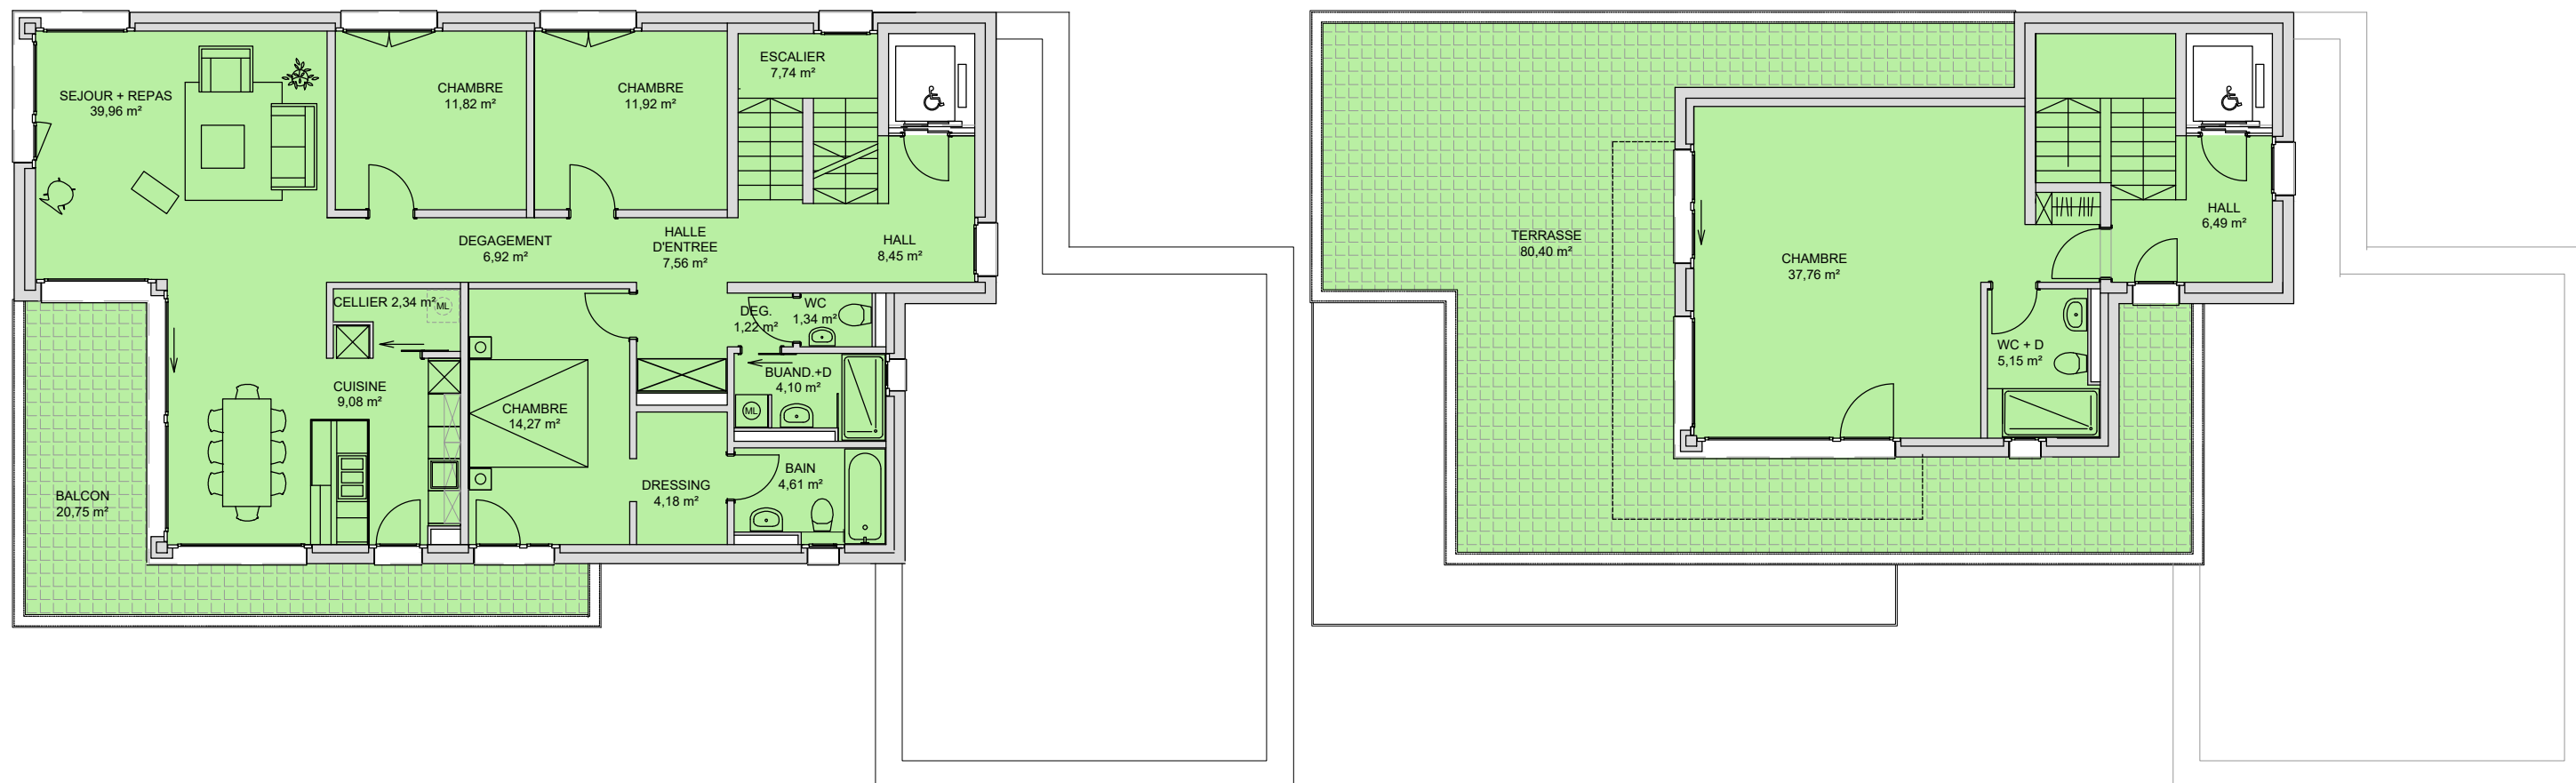 SEJOUR + REPAS
39,96 m²
CHAMBRE
11,82 m²
CHAMBRE
11,92 m²
ESCALIER
7,74 m²
DEGAGEMENT
6,92 m²
HALLE
D'ENTREE
7,56 m²
HALL
8,45 m²
CELLIER 2,34 m²
ML
DEG.
1,22 m²
WC
1,34 m²
CUISINE
9,08 m²
BUAND.+D
4,10 m²
ML
CHAMBRE
14,27 m²
BALCON
20,75 m²
DRESSING
4,18 m²
BAIN
4,61 m²
TERRASSE
80,40 m²
CHAMBRE
37,76 m²
HALL
6,49 m²
WC + D
5,15 m²